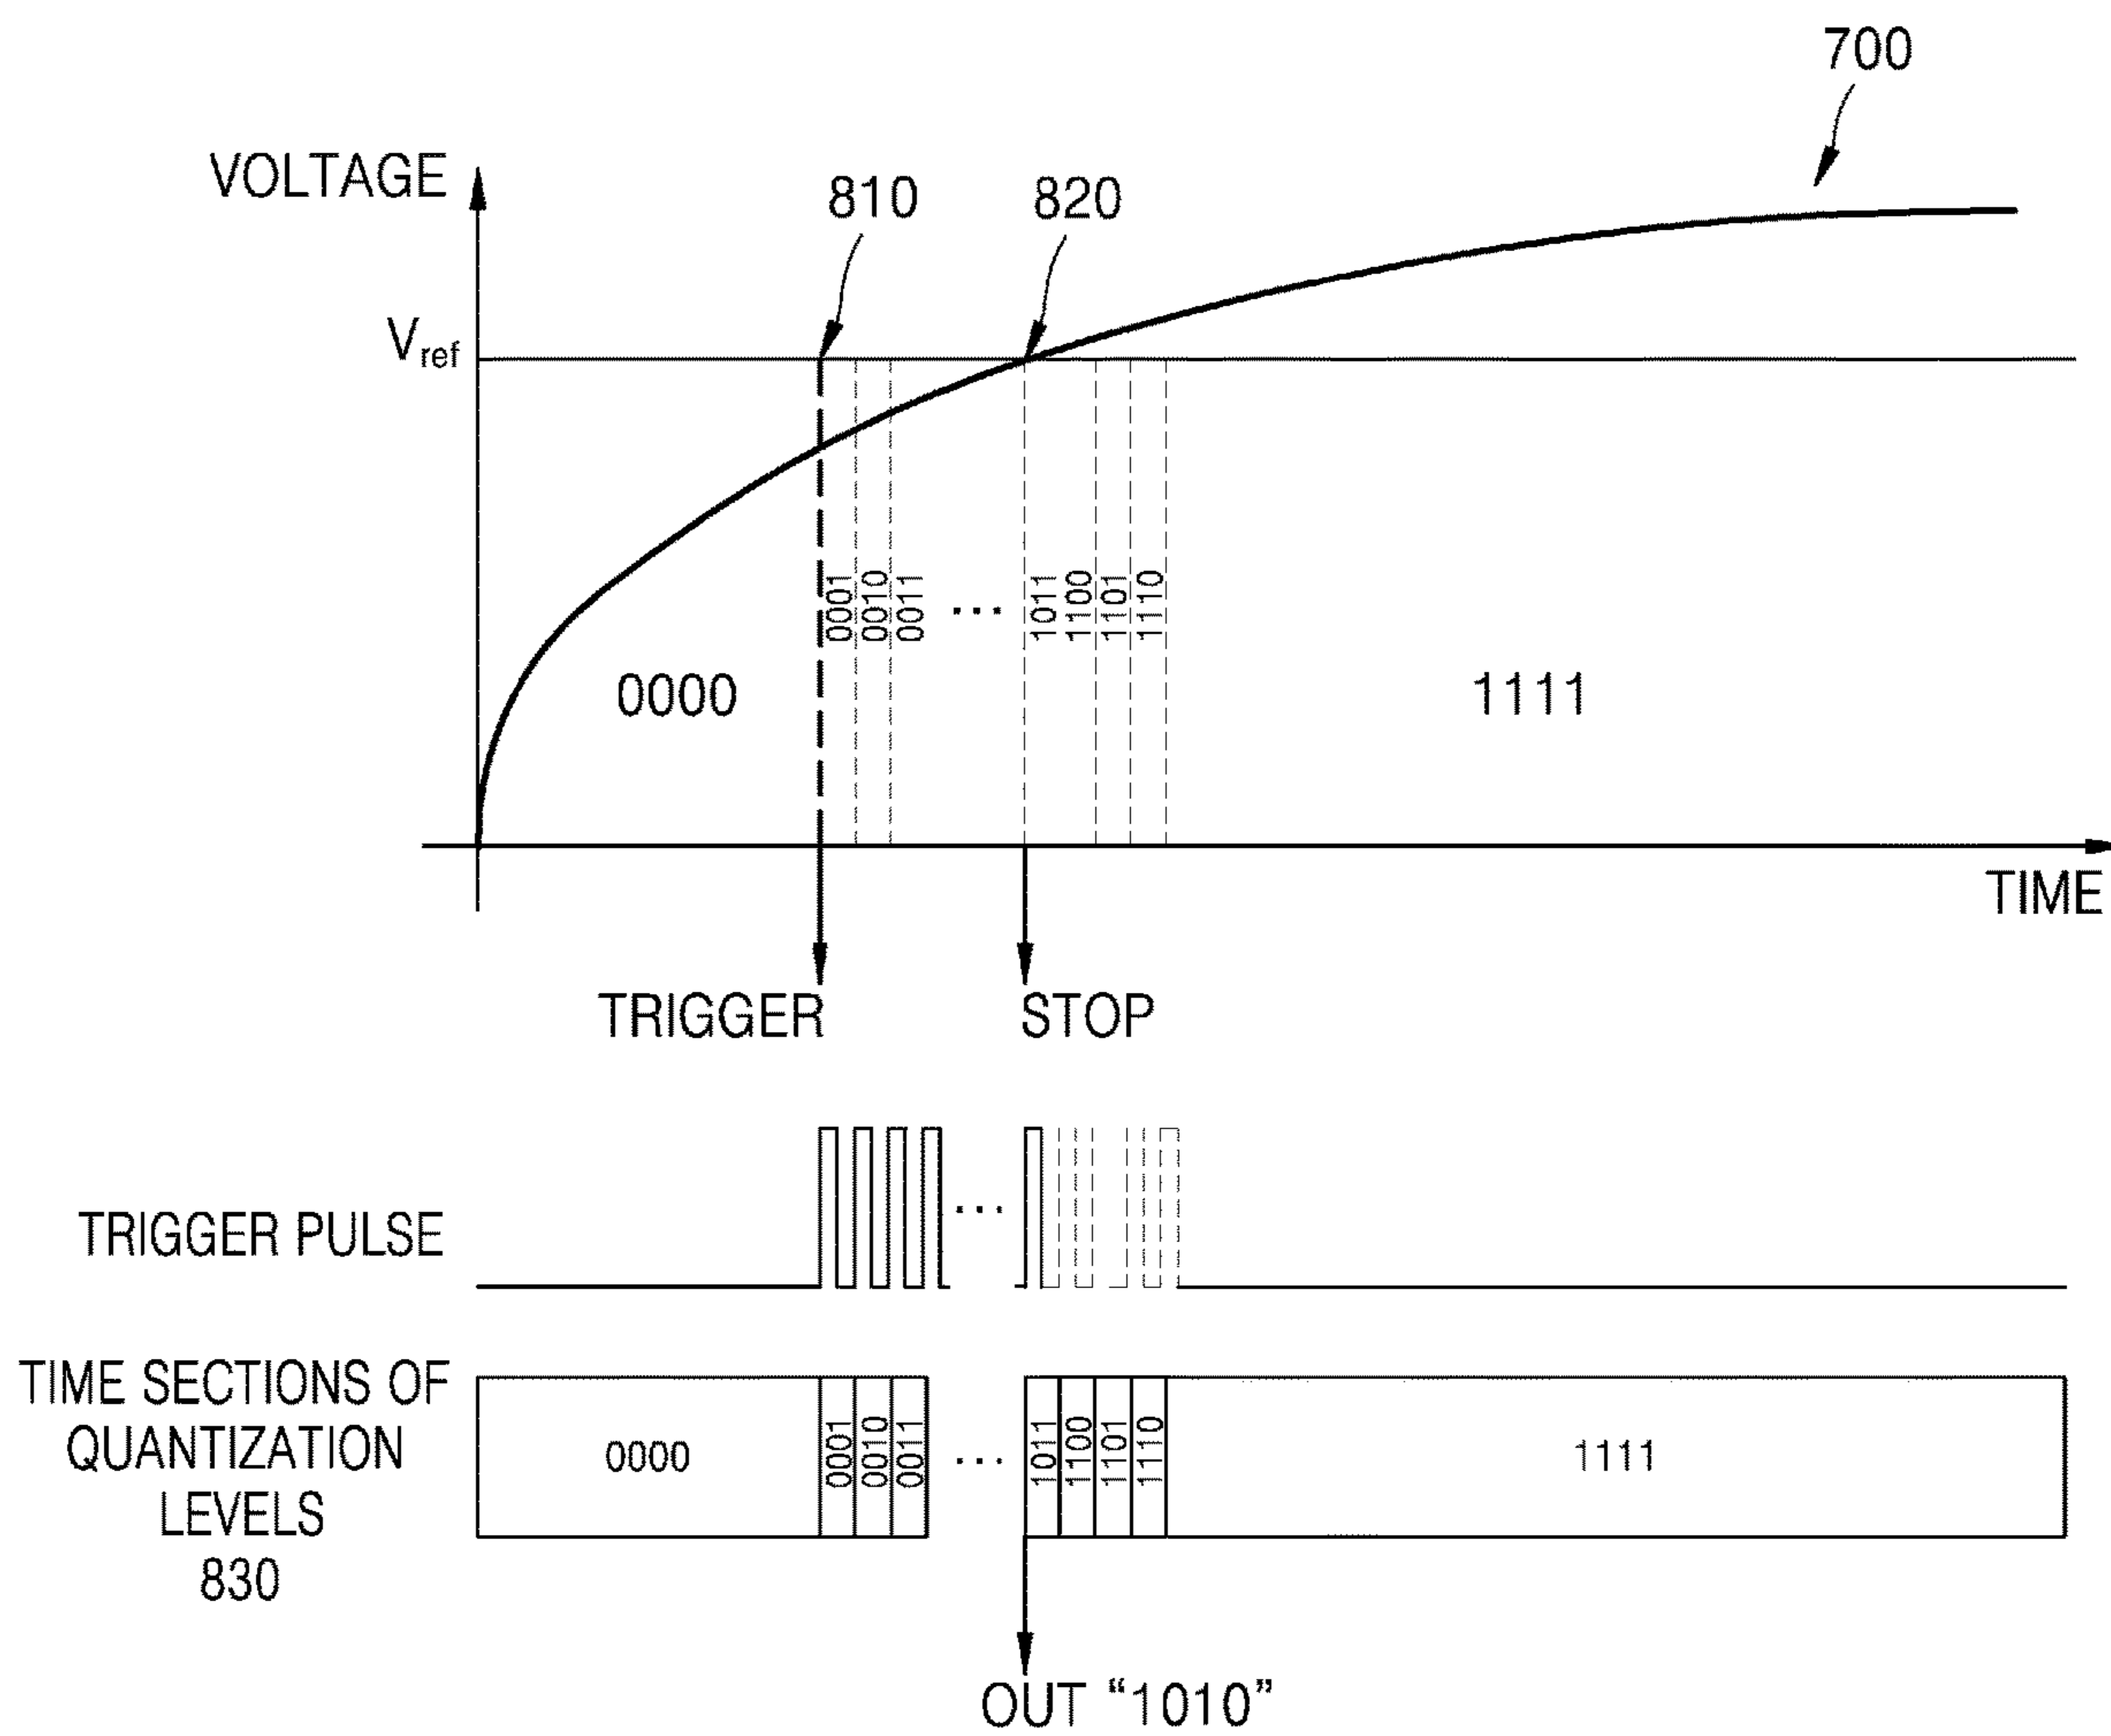 700
VOLTAGE
810
820
Vref
0001
0010
0011
...
1011
1100
1101
1110
0000
1111
TIME
TRIGGER
STOP
TRIGGER PULSE
...
TIME SECTIONS OF
QUANTIZATION
LEVELS
830
0000
0001
0010
0011
...
1011
1100
1101
1110
1111
OUT “1010”